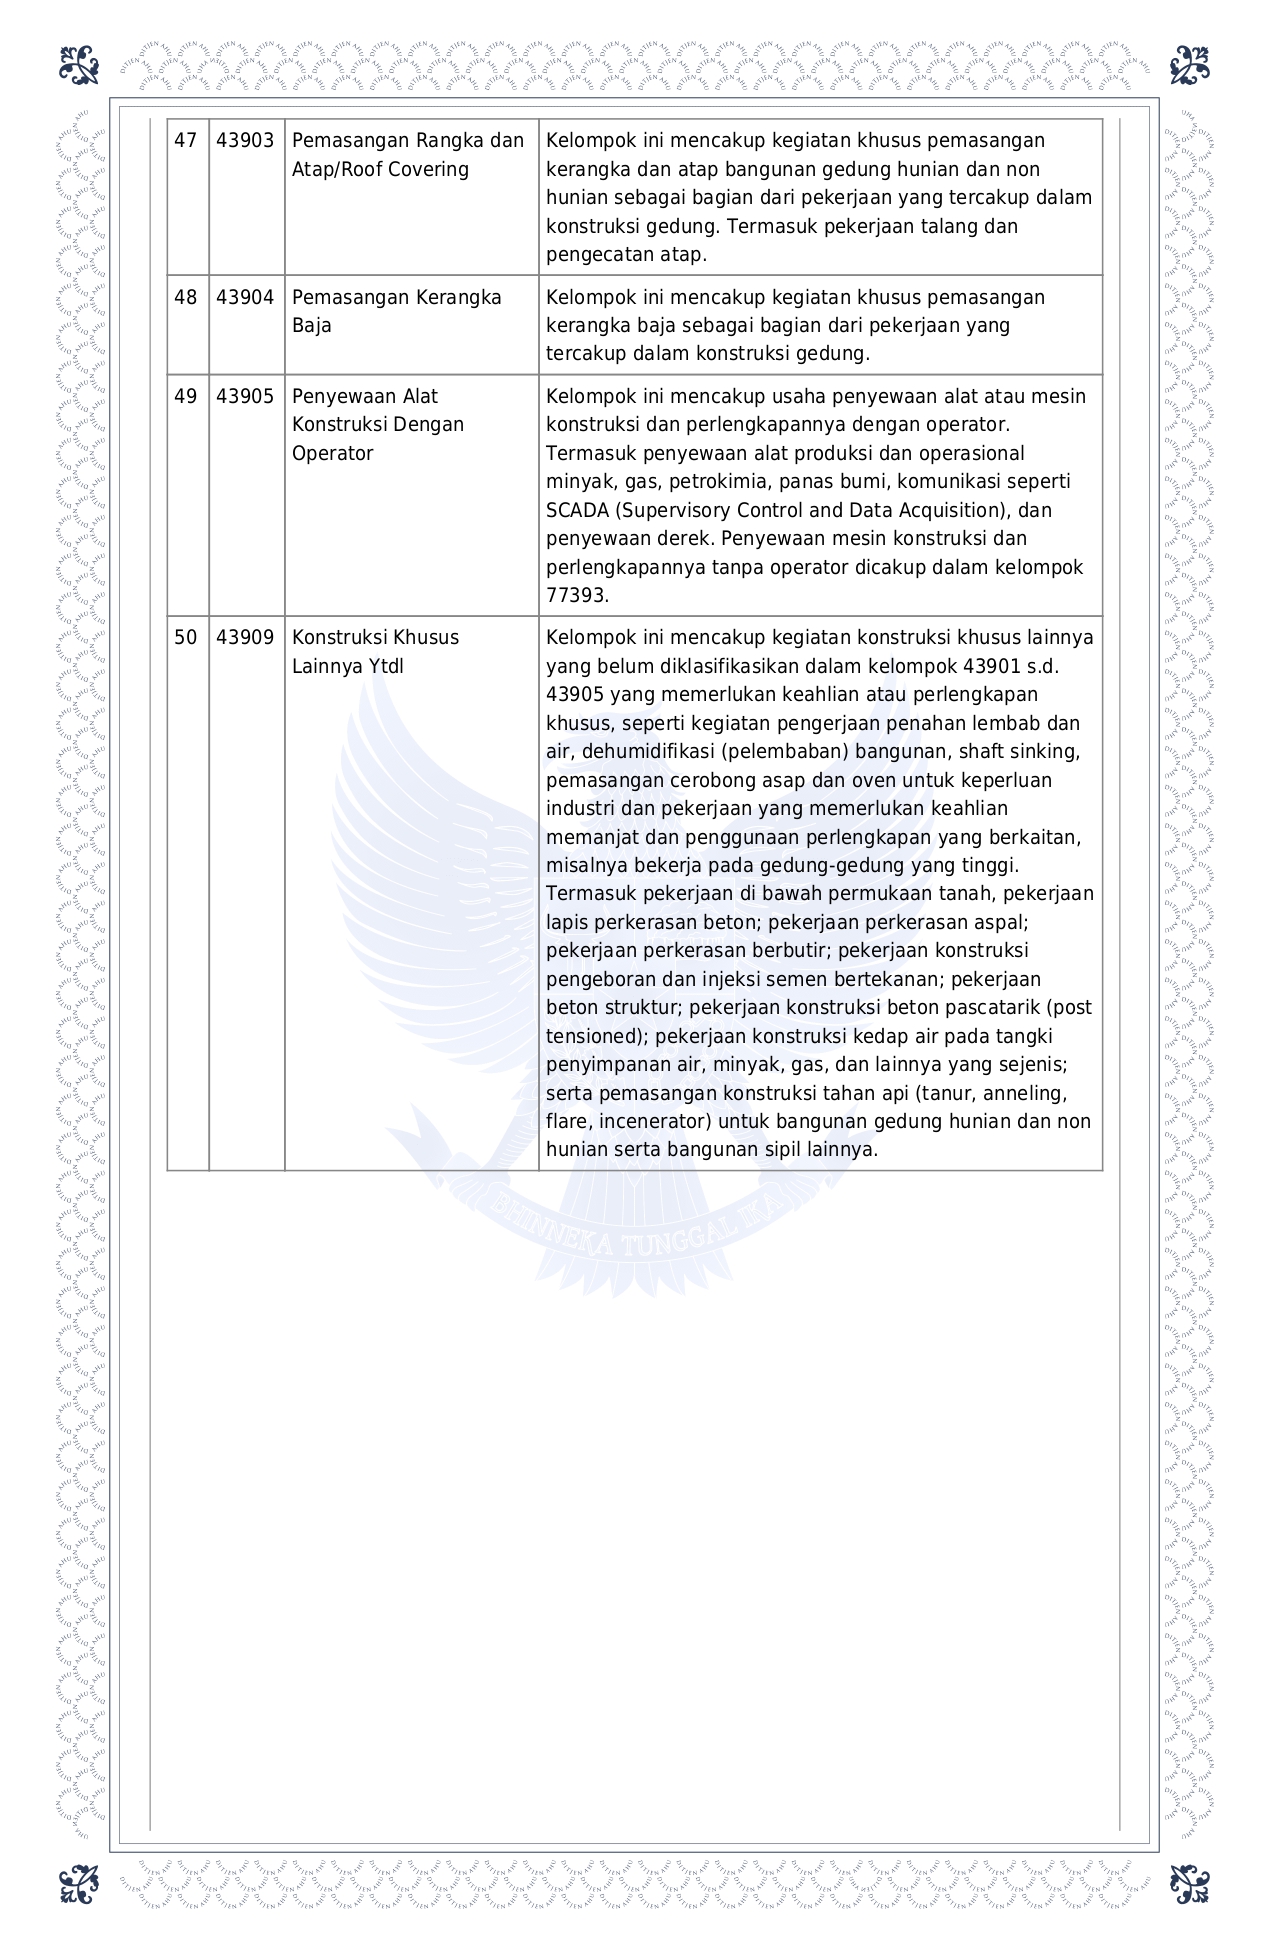 47 43903 Pemasangan Rangka dan Kelompok ini mencakup kegiatan khusus pemasangan
Atap/Roof Covering kerangka dan atap bangunan gedung hunian dan non
hunian sebagai bagian dari pekerjaan yang tercakup dalam
konstruksi gedung. Termasuk pekerjaan talang dan
pengecatan atap.
48 43904 Pemasangan Kerangka Kelompok ini mencakup kegiatan khusus pemasangan
Baja kerangka baja sebagai bagian dari pekerjaan yang
tercakup dalam konstruksi gedung.
49 43905 Penyewaan Alat Kelompok ini mencakup usaha penyewaan alat atau mesin
Konstruksi Dengan konstruksi dan perlengkapannya dengan operator.
Operator Termasuk penyewaan alat produksi dan operasional
minyak, gas, petrokimia, panas bumi, komunikasi seperti
SCADA (Supervisory Control and Data Acquisition), dan
penyewaan derek. Penyewaan mesin konstruksi dan
perlengkapannya tanpa operator dicakup dalam kelompok
77393.
50 43909 Konstruksi Khusus Kelompok ini mencakup kegiatan konstruksi khusus lainnya
Lainnya Ytdl yang belum diklasifikasikan dalam kelompok 43901 s.d.
43905 yang memerlukan keahlian atau perlengkapan
khusus, seperti kegiatan pengerjaan penahan lembab dan
air, dehumidifikasi (pelembaban) bangunan, shaft sinking,
pemasangan cerobong asap dan oven untuk keperluan
industri dan pekerjaan yang memerlukan keahlian
memanjat dan penggunaan perlengkapan yang berkaitan,
misalnya bekerja pada gedung-gedung yang tinggi.
Termasuk pekerjaan di bawah permukaan tanah, pekerjaan
lapis perkerasan beton; pekerjaan perkerasan aspal;
pekerjaan perkerasan berbutir; pekerjaan konstruksi
pengeboran dan injeksi semen bertekanan; pekerjaan
beton struktur; pekerjaan konstruksi beton pascatarik (post
tensioned); pekerjaan konstruksi kedap air pada tangki
penyimpanan air, minyak, gas, dan lainnya yang sejenis;
serta pemasangan konstruksi tahan api (tanur, anneling,
flare, incenerator) untuk bangunan gedung hunian dan non
hunian serta bangunan sipil lainnya.
BHINNEKA TUNGGAL IKA